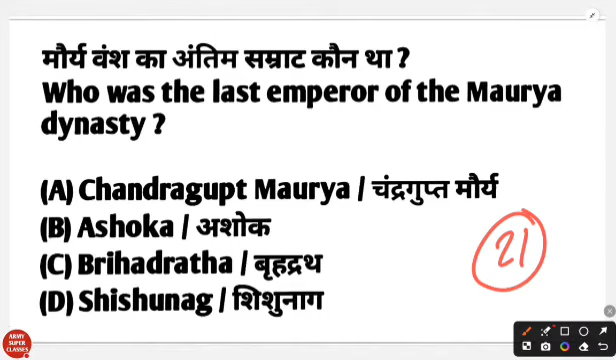 मौर्य वंश का अंतिम सम्राट कौन था ?
Who was the last emperor of the Maurya
dynasty ?
(A) Chandragupt Maurya / चंद्रगुप्त मौर्य
(B) Ashoka / अशोक
(C) Brihadratha / बृहद्रथ
(D) Shishunag / शिशुनाग
21
ARMY
SUPER
CLASSES